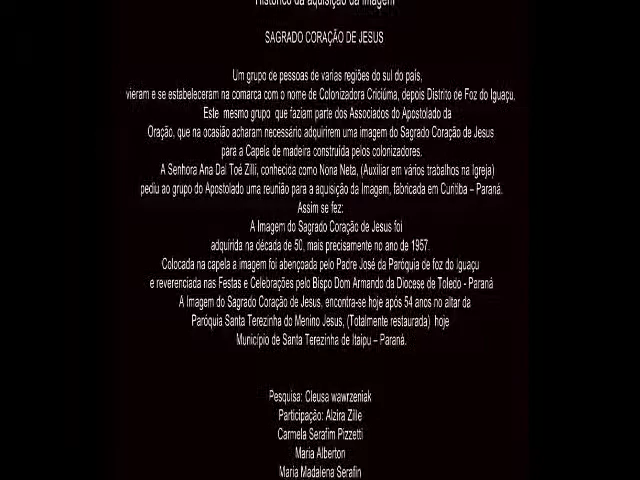 Histórico da aquisição da imagem
SAGRADO CORAÇÃO DE JESUS
Um grupo de pessoas de varias regiões do sul do país,
vieram e se estabeleceram na comarca com o nome de Colonizadora Criciúma, depois Distrito de Foz do Iguaçu.
Este mesmo grupo que faziam parte dos Associados do Apostolado da
Oração, que na ocasião acharam necessário adquirirem uma imagem do Sagrado Coração de Jesus
para a Capela de madeira construída pelos colonizadores.
A Senhora Ana Dal Toé Zilli, conhecida como Nona Neta, (Auxiliar em vários trabalhos na Igreja)
pediu ao grupo do Apostolado uma reunião para a aquisição da Imagem, fabricada em Curitiba – Paraná.
Assim se fez:
A Imagem do Sagrado Coração de Jesus foi
adquirida na década de 50, mais precisamente no ano de 1957.
Colocada na capela a imagem foi abençoada pelo Padre José da Paróquia de foz do Iguaçu
e reverenciada nas Festas e Celebrações pelo Bispo Dom Armando da Diocese de Toledo - Paraná
A Imagem do Sagrado Coração de Jesus, encontra-se hoje após 54 anos no altar da
Paróquia Santa Terezinha do Menino Jesus, (Totalmente restaurada) hoje
Município de Santa Terezinha de Itaipu – Paraná.
Pesquisa: Cleusa wawrzeniak
Participação: Alzira Zille
Carmela Serafim Pizzetti
Maria Alberton
Maria Madalena Serafin